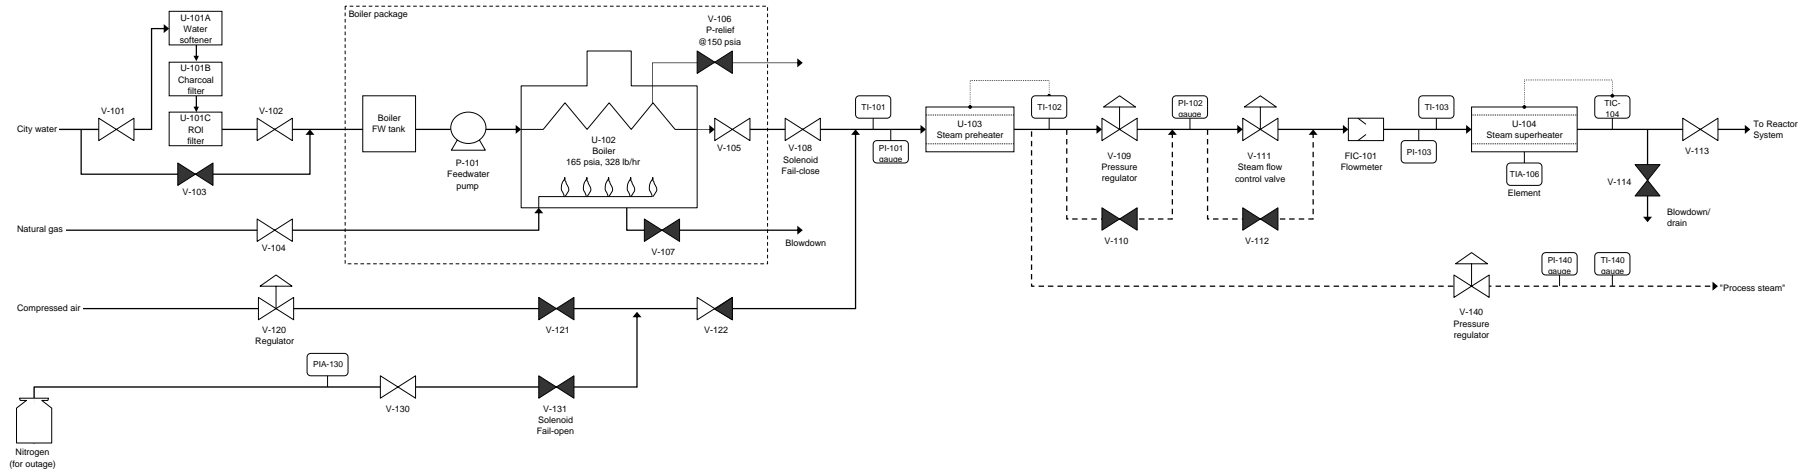 Boiler package
U-101A
Water
softener
U-101B
Charcoal
filter
U-101C
ROI
filter
V-101
V-102
City water
V-103
Boiler
FW tank
P-101
Feedwater
pump
U-102
Boiler
165 psia, 328 lb/hr
V-106
P-relief
@150 psia
V-105
V-108
Solenoid
Fail-close
TI-101
PI-101
gauge
U-103
Steam preheater
TI-102
V-109
Pressure
regulator
PI-102
gauge
V-111
Steam flow
control valve
FIC-101
Flowmeter
TI-103
PI-103
U-104
Steam superheater
TIC-
104
TIA-106
Element
V-113
To Reactor
System
V-114
Blowdown/
drain
V-110
V-112
Natural gas
V-104
V-107
Blowdown
Compressed air
V-120
Regulator
V-121
V-122
PI-140
gauge
TI-140
gauge
V-140
Pressure
regulator
"Process steam"
PIA-130
V-130
V-131
Solenoid
Fail-open
Nitrogen
(for outage)